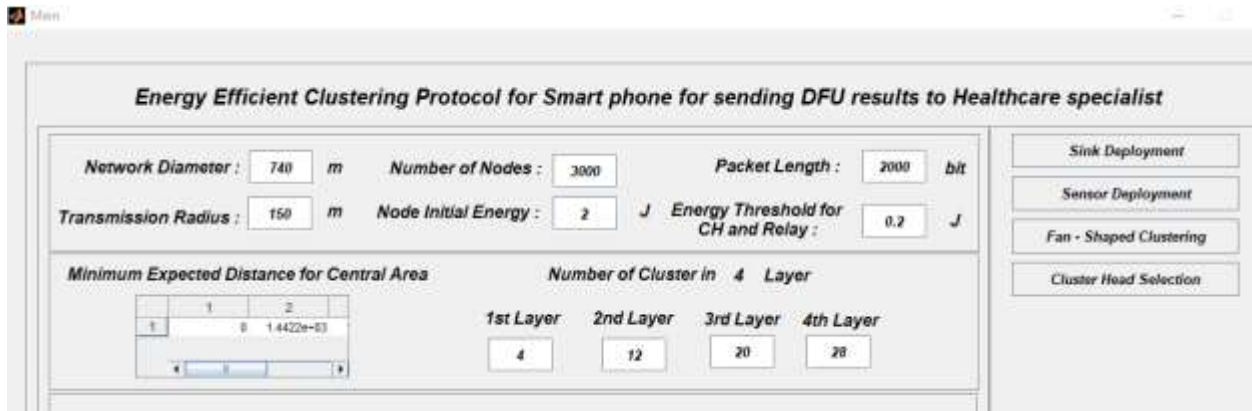 Main
Energy Efficient Clustering Protocol for Smart phone for sending DFU results to Healthcare specialist
Network Diameter : 740 m Number of Nodes : 3000 Packet Length : 2000 bit
Transmission Radius : 150 m Node Initial Energy : 2 J Energy Threshold for
CH and Relay : 0.2 J
Minimum Expected Distance for Central Area
1 2
1 0 1.4422e+03
Number of Cluster in 4 Layer
1st Layer 2nd Layer 3rd Layer 4th Layer
4 12 20 28
Sink Deployment
Sensor Deployment
Fan - Shaped Clustering
Cluster Head Selection